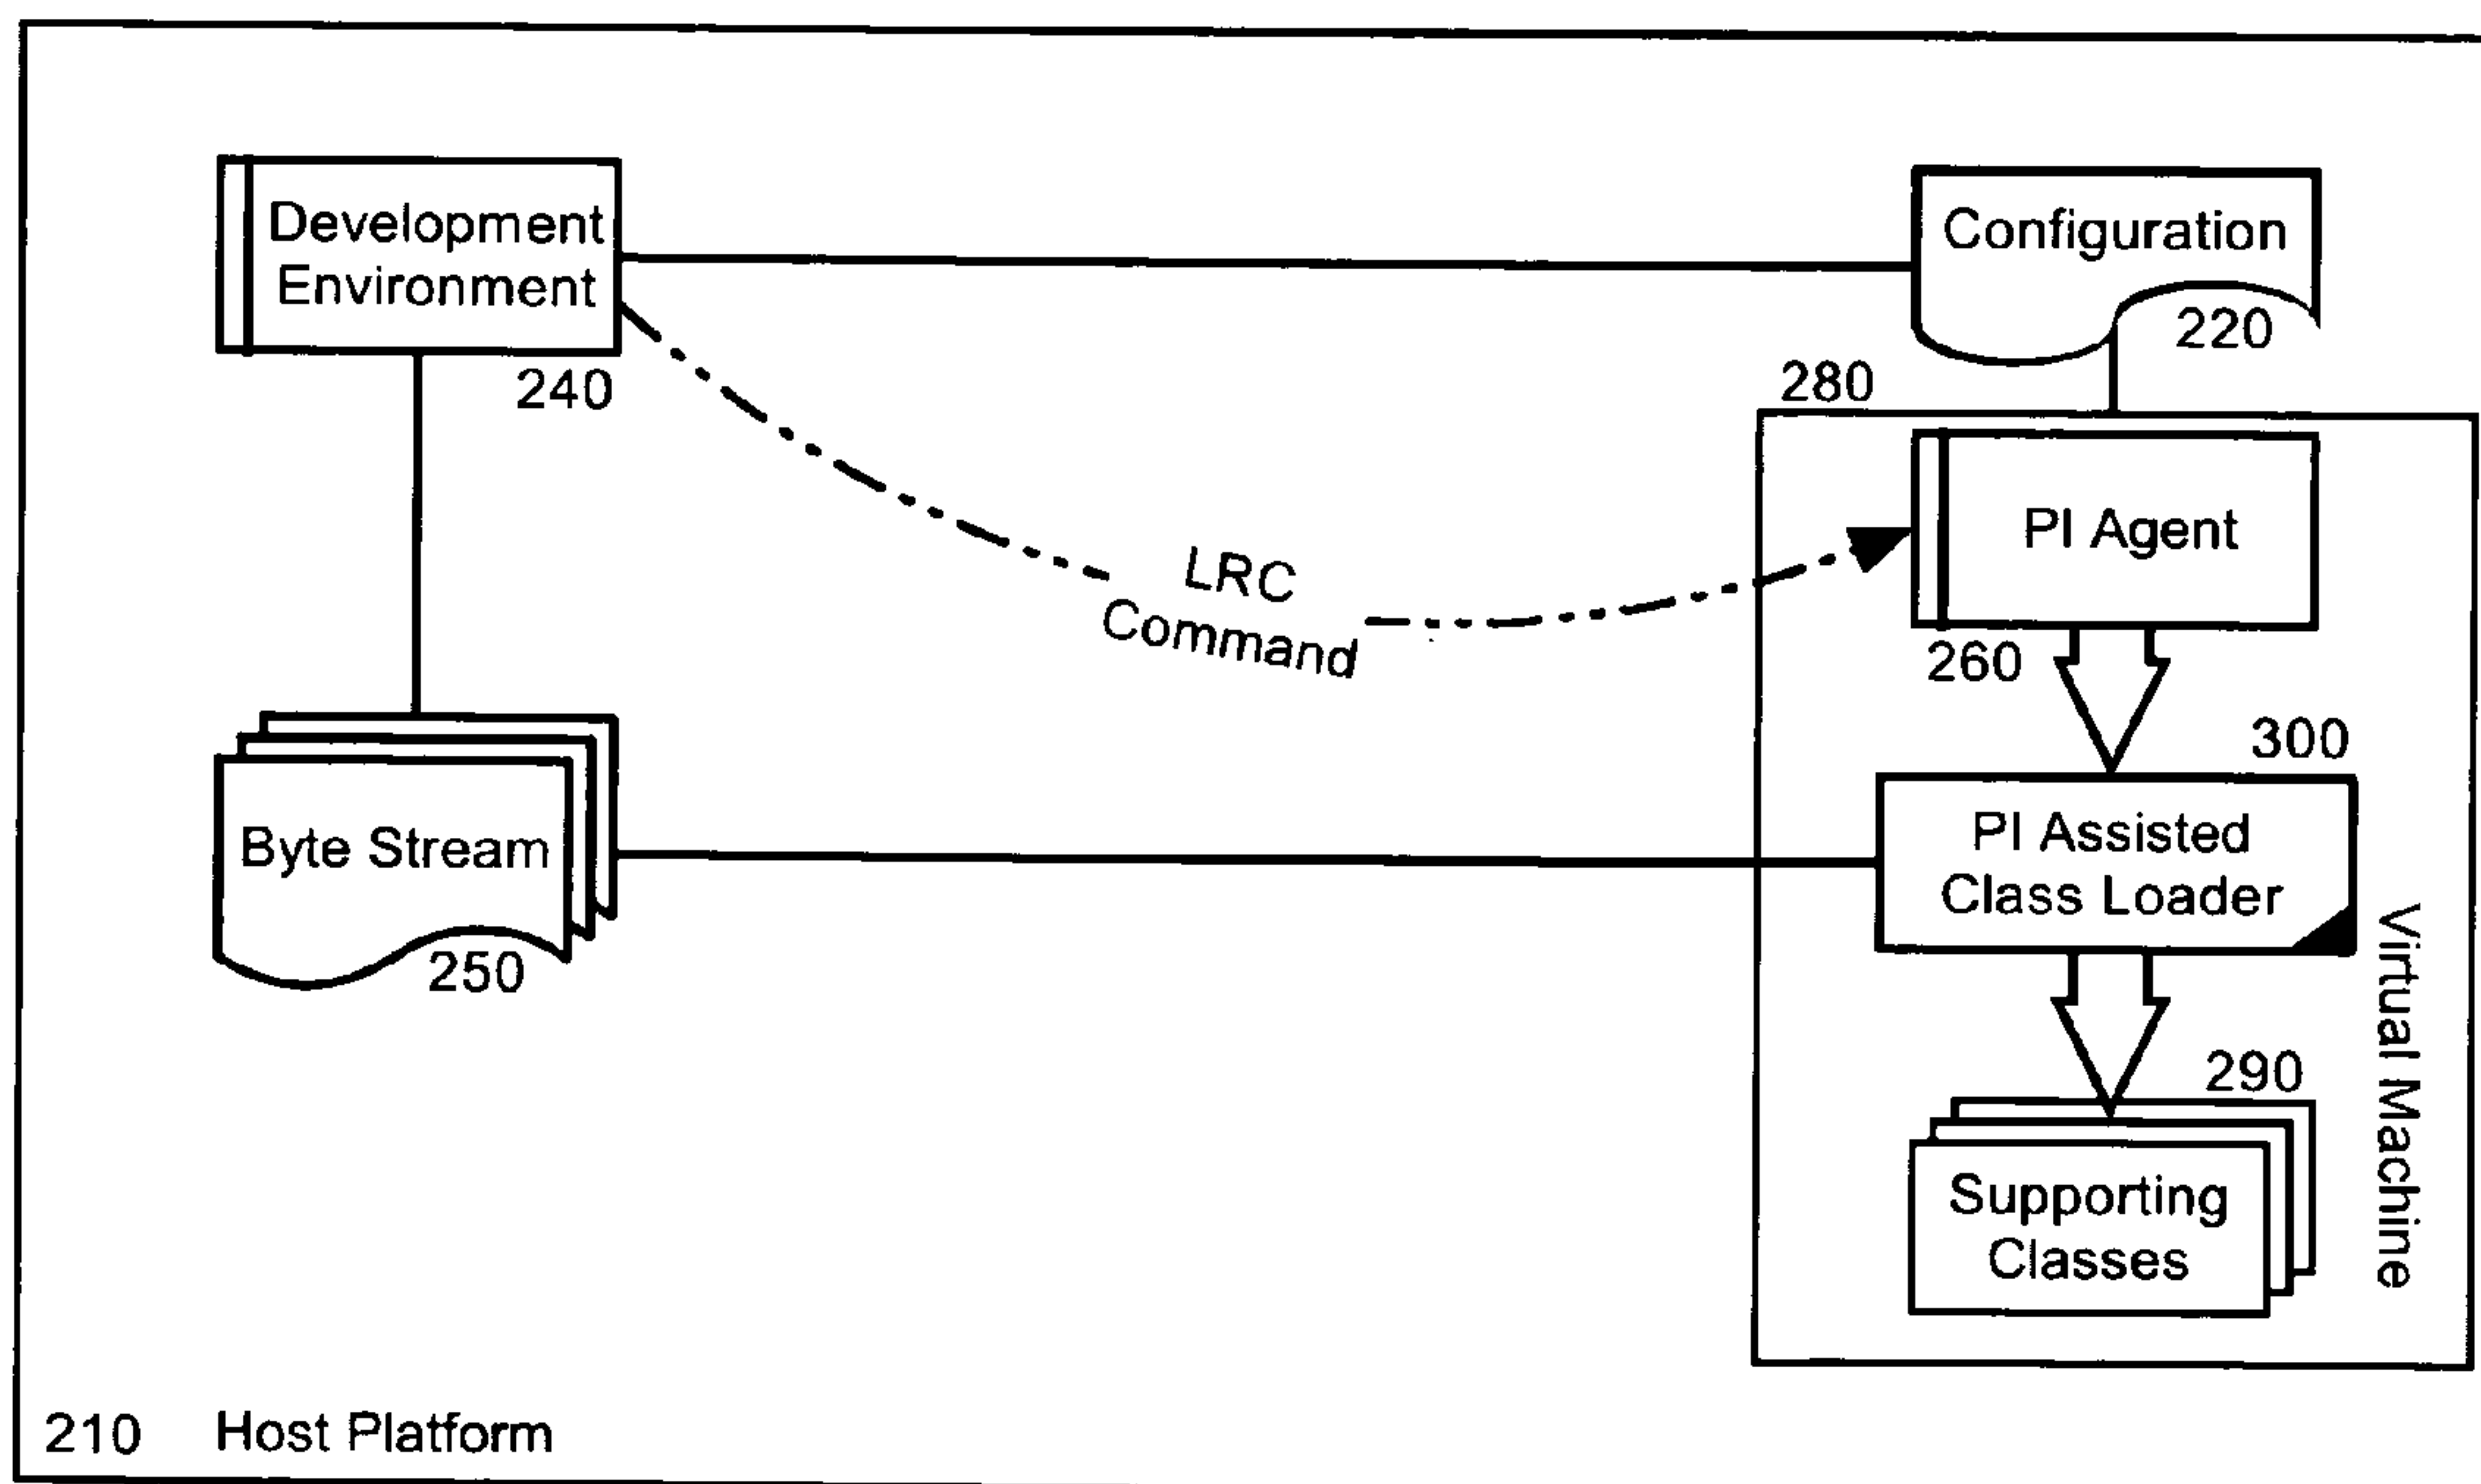 Development
Environment
240
Configuration
220
280
PI Agent
260
LRC
Command
300
PI Assisted
Class Loader
Byte Stream
250
290
Supporting
Classes
Virtual Machine
210 Host Platform